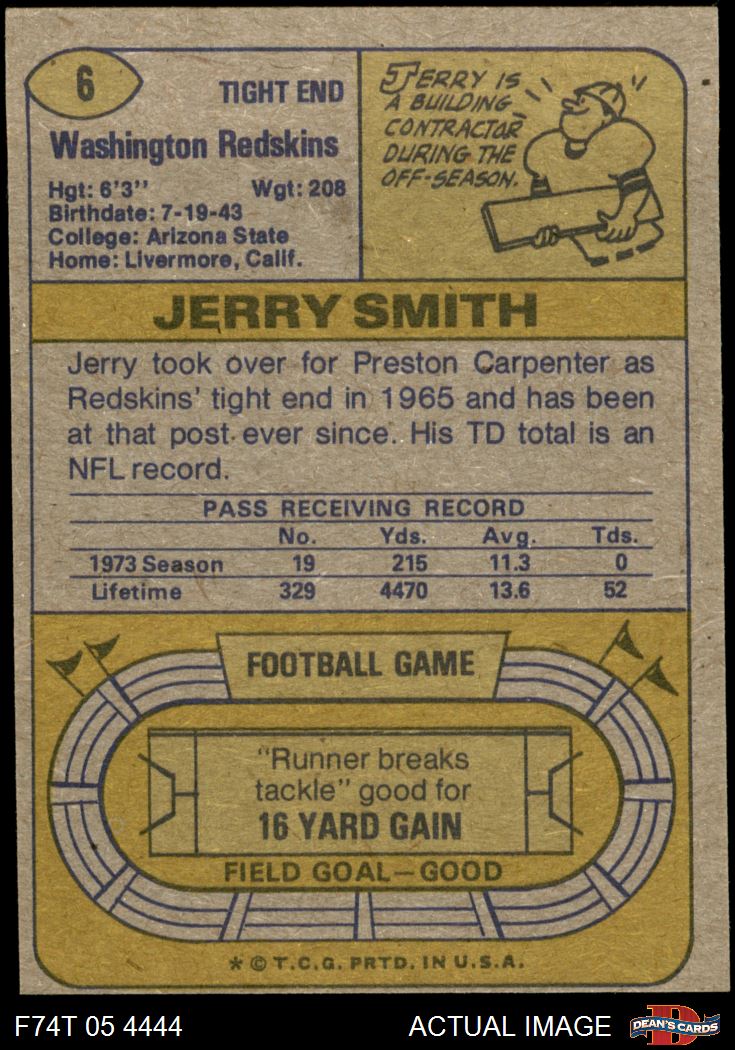 6
TIGHT END
Washington Redskins
Hgt: 6'3" Wgt: 208
Birthdate: 7-19-43
College: Arizona State
Home: Livermore, Calif.
JERRY IS
A BUILDING
CONTRACTOR
DURING THE
OFF-SEASON.
JERRY SMITH
Jerry took over for Preston Carpenter as
Redskins' tight end in 1965 and has been
at that post ever since. His TD total is an
NFL record.
PASS RECEIVING RECORD
No. Yds. Avg. Tds.
1973 Season 19 215 11.3 0
Lifetime 329 4470 13.6 52
FOOTBALL GAME
"Runner breaks
tackle" good for
16 YARD GAIN
FIELD GOAL—GOOD
* © T.C.G. PRTD. IN U.S.A.
F74T 05 4444 ACTUAL IMAGE
D
DEAN'S CARDS